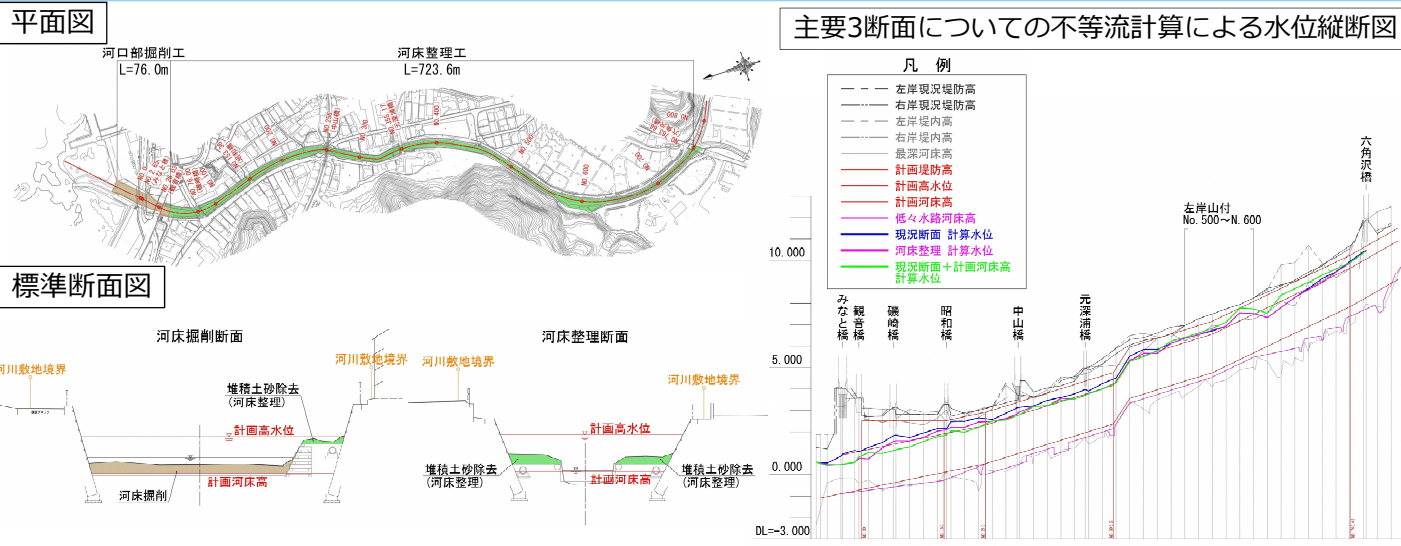 平面図
河口部掘削工
L=76.0m
河床整理工
L=723.6m
標準断面図
河床掘削断面
河川敷地境界
河川敷地境界
堆積土砂除去
(河床整理)
計画高水位
計画河床高
河床掘削
河床整理断面
河川敷地境界
河川敷地境界
計画高水位
堆積土砂除去
(河床整理)
計画河床高
堆積土砂除去
(河床整理)
主要3断面についての不等流計算による水位縦断図
凡 例
左岸現況堤防高
右岸現況堤防高
左岸堤内高
右岸堤内高
最深河床高
計画堤防高
計画高水位
計画河床高
低々水路河床高
現況断面 計算水位
河床整理 計算水位
現況断面+計画河床高
計算水位
10.000
5.000
0.000
DL=-3.000
みなと橋
観音橋
磯崎橋
昭和橋
中山橋
元深浦橋
左岸山付
No.500~N.600
六角沢橋